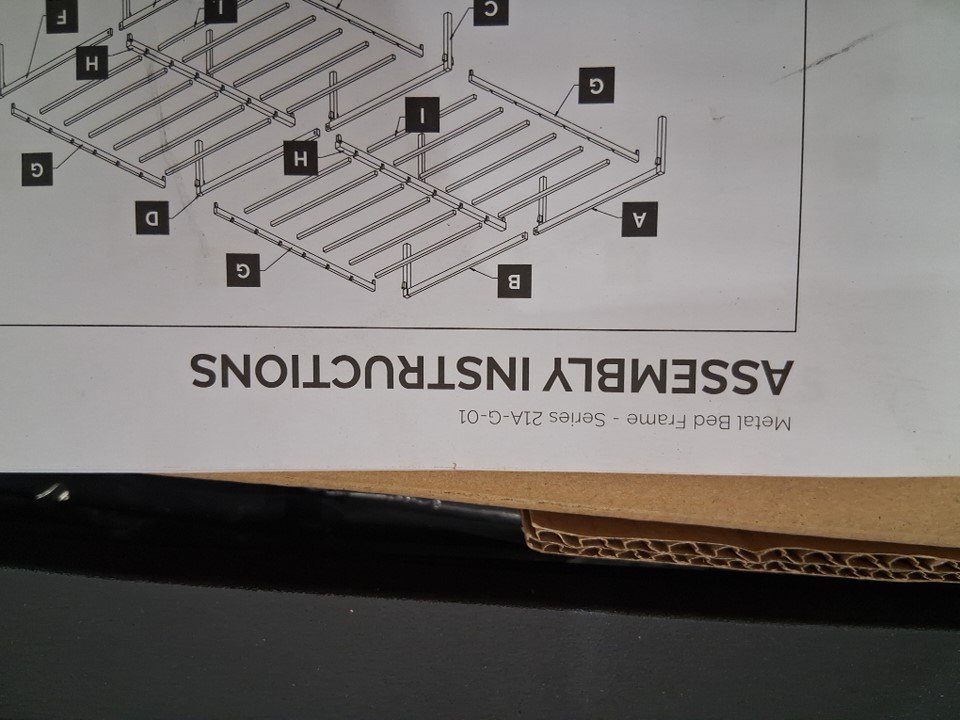 Metal Bed Frame - Series 21A-G-01
ASSEMBLY INSTRUCTIONS
B
G
A
D
G
H
I
G
H
F
C
I